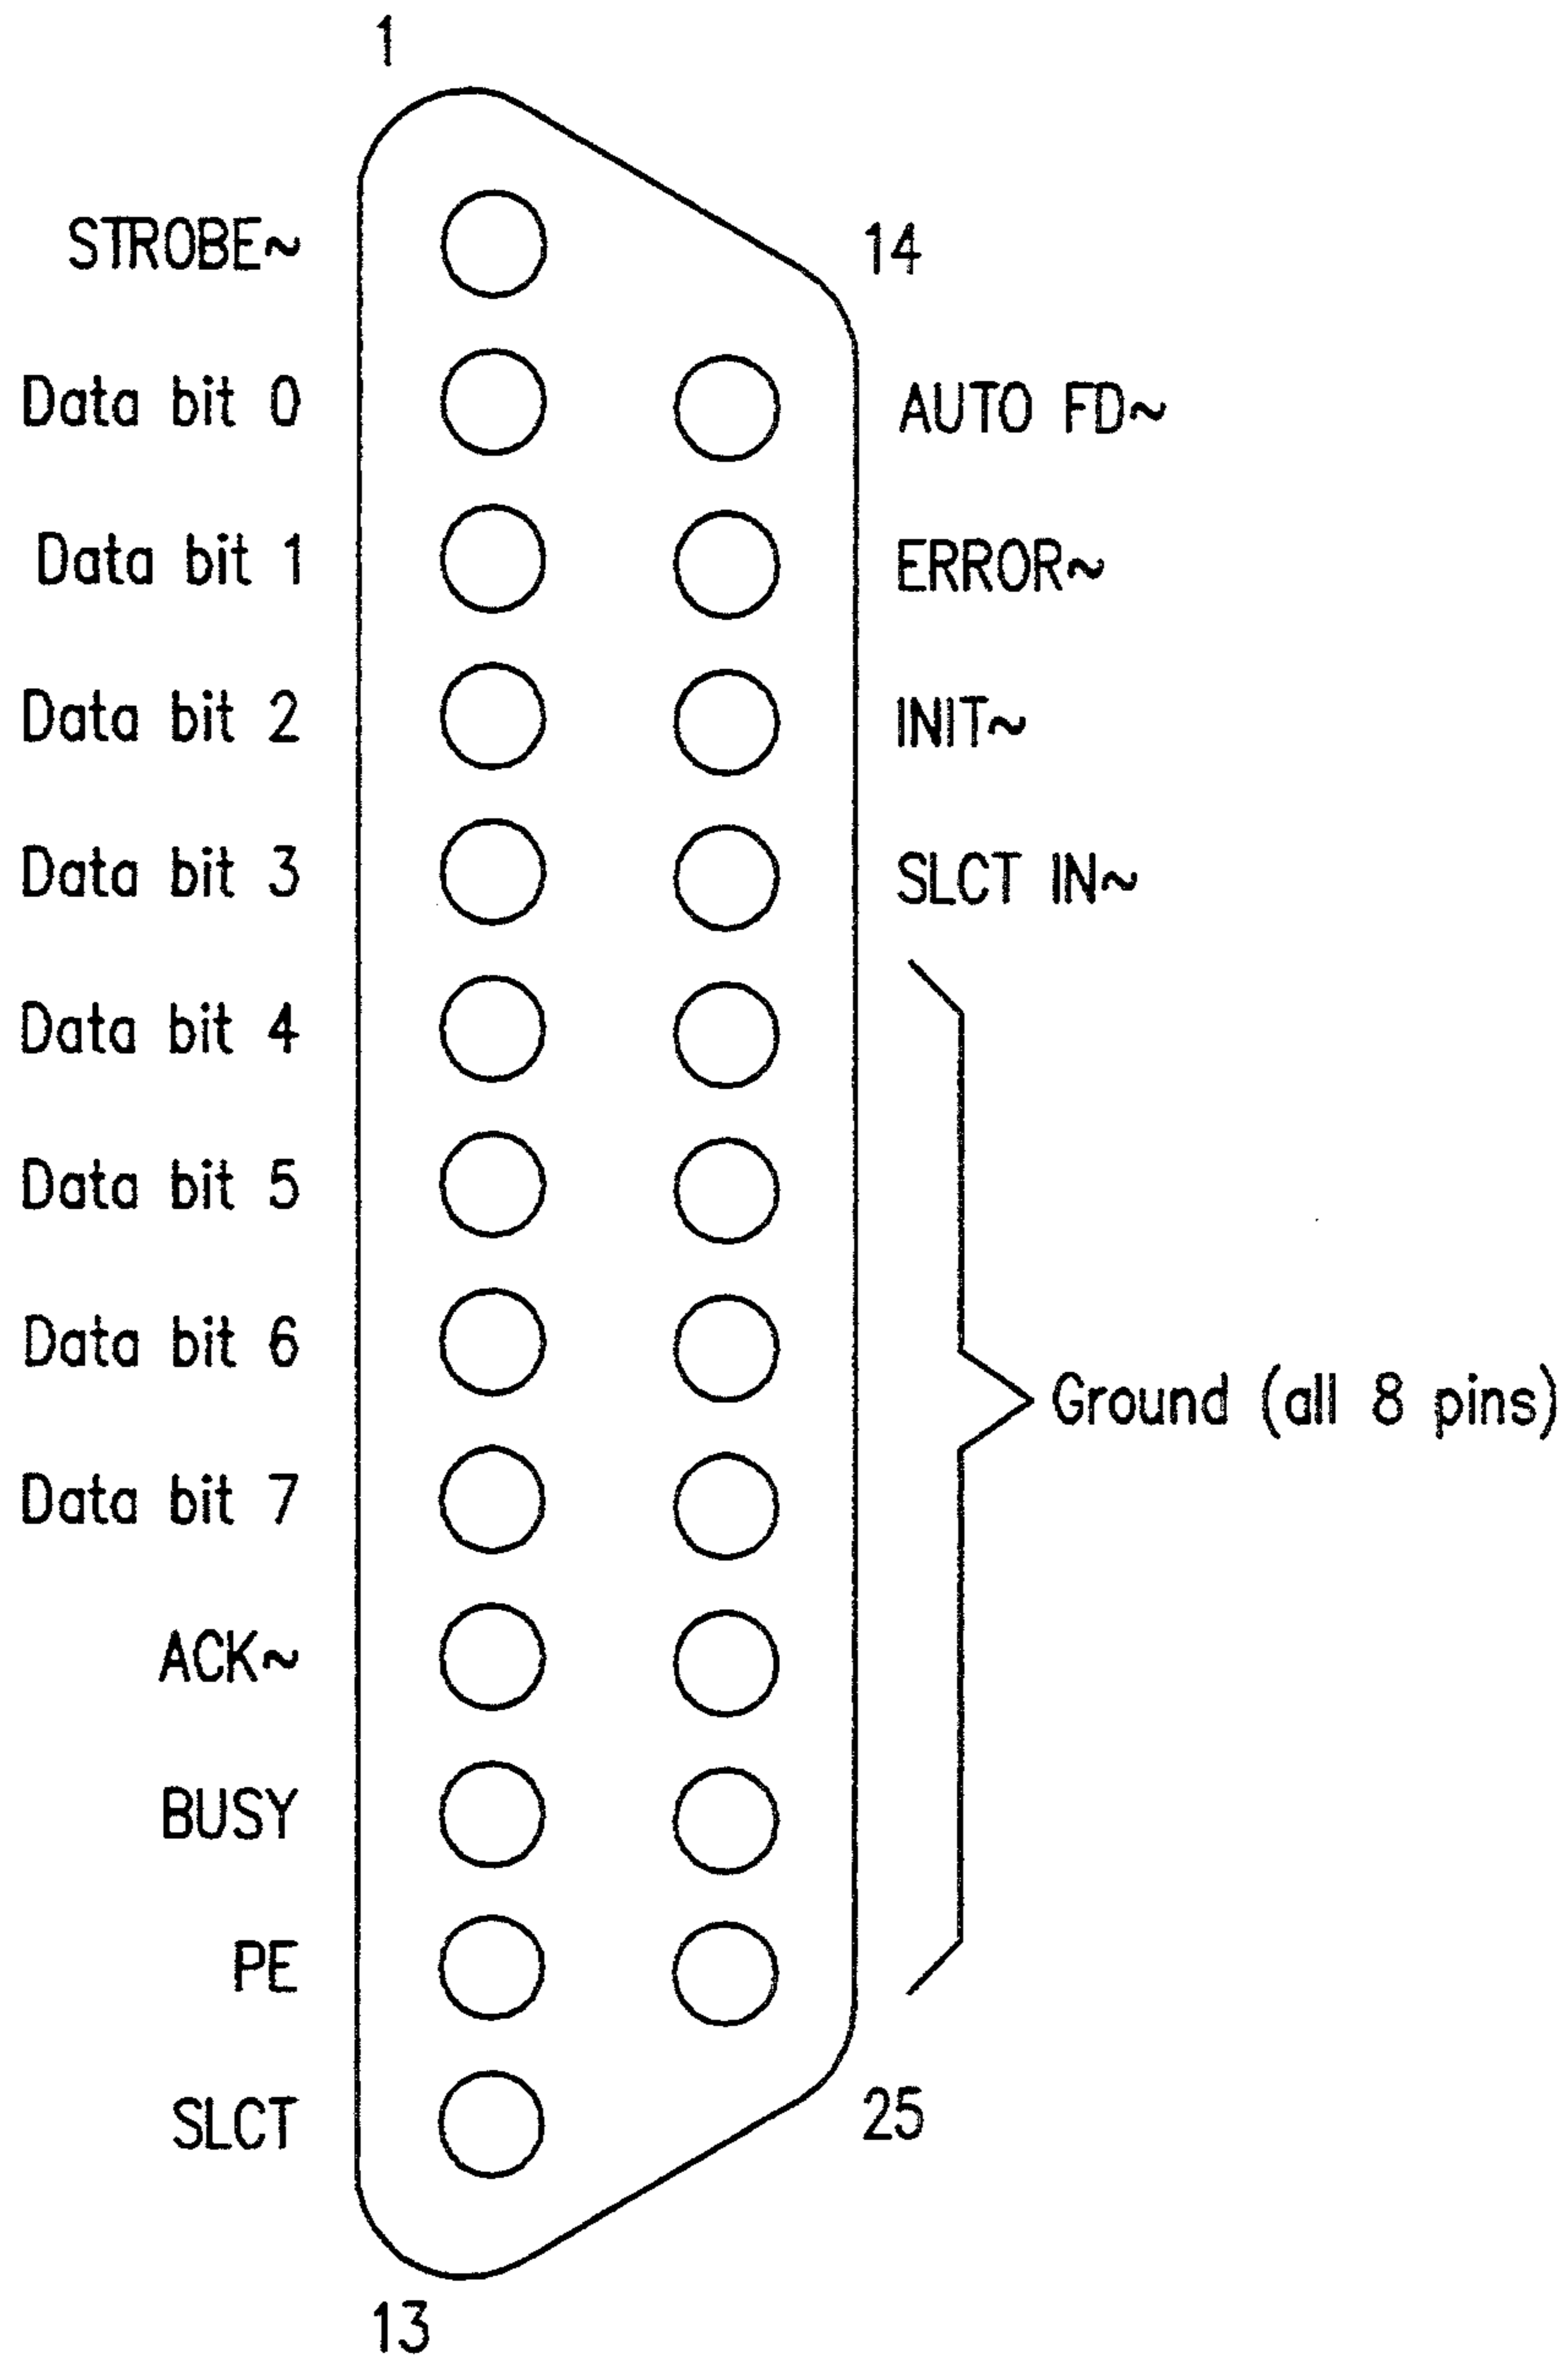 1
STROBE~
14
Data bit 0
AUTO FD~
Data bit 1
ERROR~
Data bit 2
INIT~
Data bit 3
SLCT IN~
Data bit 4
Data bit 5
Data bit 6
Ground (all 8 pins)
Data bit 7
ACK~
BUSY
PE
SLCT
25
13